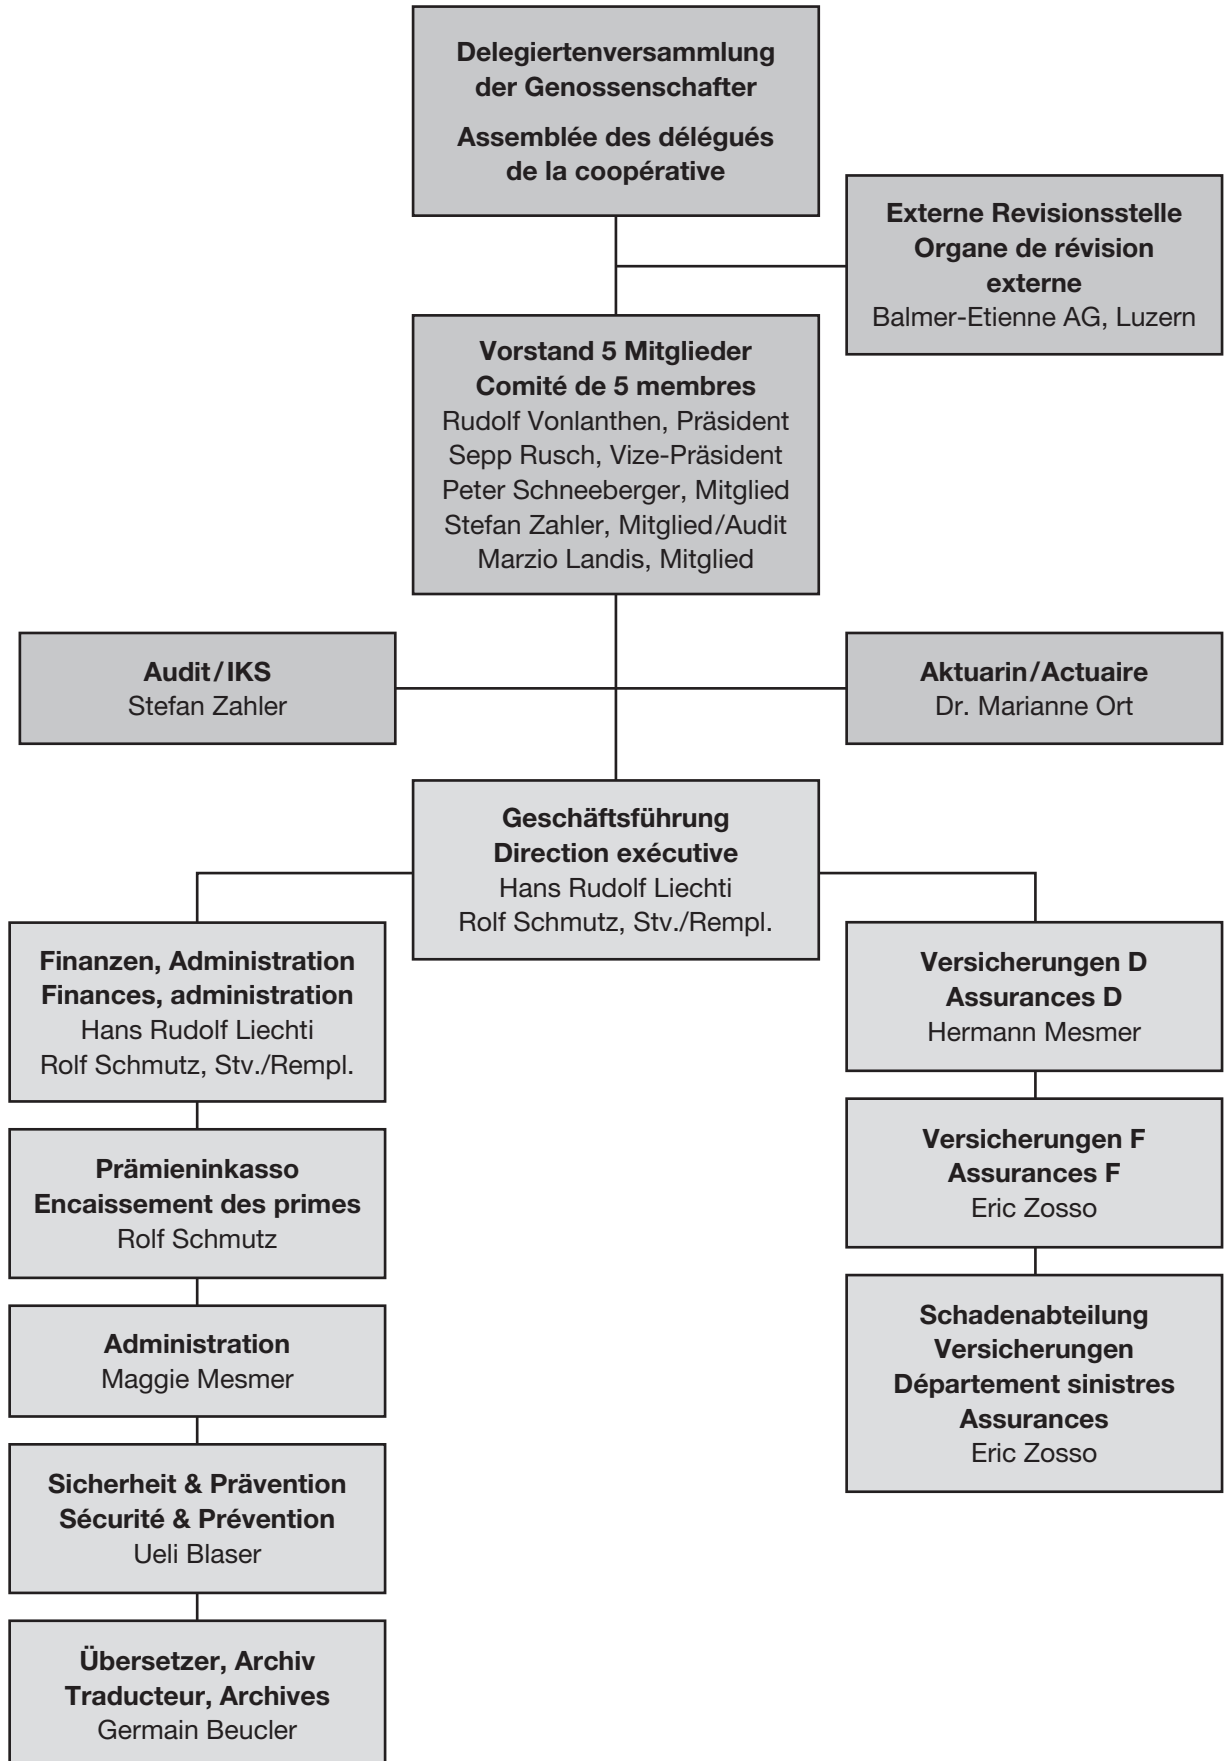 Delegiertenversammlung
der Genossenschafter
Assemblée des délégués
de la coopérative
Externe Revisionsstelle
Organe de révision
externe
Balmer-Etienne AG, Luzern
Vorstand 5 Mitglieder
Comité de 5 membres
Rudolf Vonlanthen, Präsident
Sepp Rusch, Vize-Präsident
Peter Schneeberger, Mitglied
Stefan Zahler, Mitglied/Audit
Marzio Landis, Mitglied
Audit/IKS
Stefan Zahler
Aktuarin/Actuaire
Dr. Marianne Ort
Geschäftsführung
Direction exécutive
Hans Rudolf Liechti
Rolf Schmutz, Stv./Rempl.
Finanzen, Administration
Finances, administration
Hans Rudolf Liechti
Rolf Schmutz, Stv./Rempl.
Prämieninkasso
Encaissement des primes
Rolf Schmutz
Administration
Maggie Mesmer
Sicherheit & Prävention
Sécurité & Prévention
Ueli Blaser
Übersetzer, Archiv
Traducteur, Archives
Germain Beucler
Versicherungen D
Assurances D
Hermann Mesmer
Versicherungen F
Assurances F
Eric Zosso
Schadenabteilung
Versicherungen
Département sinistres
Assurances
Eric Zosso